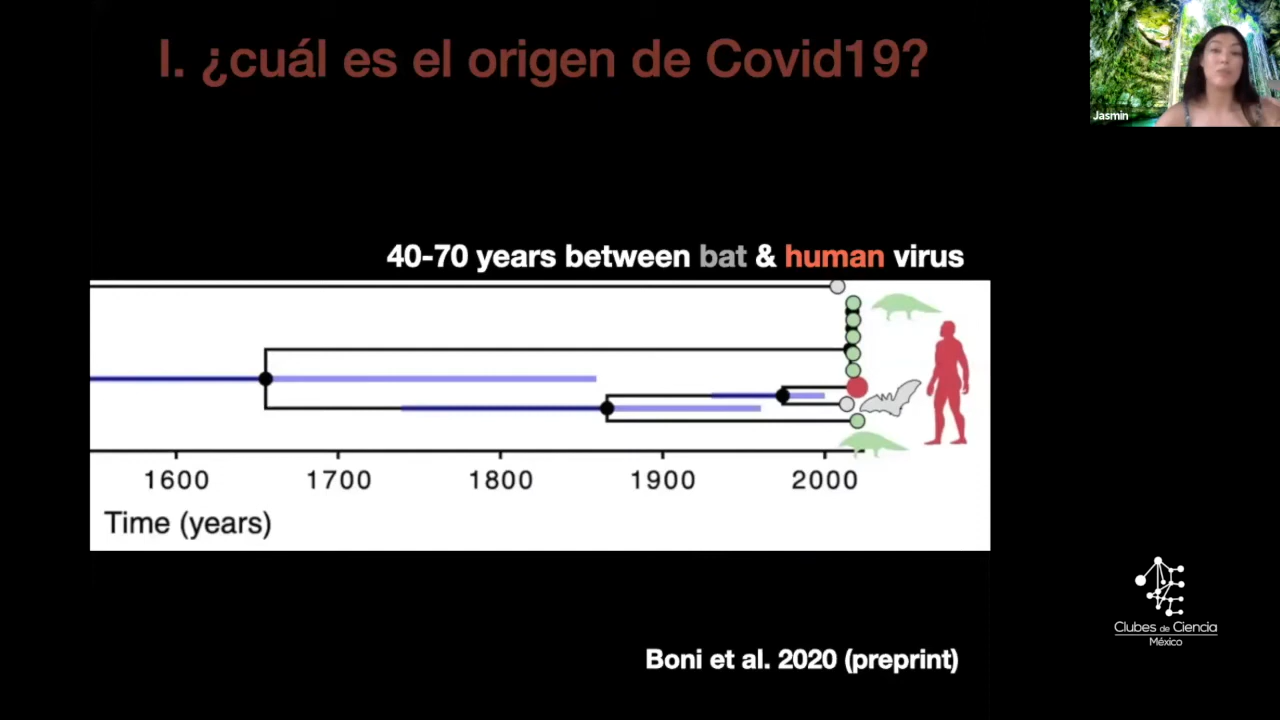 I. ¿cuál es el origen de Covid19?
Jasmin
40-70 years between bat & human virus
1600 1700 1800 1900 2000
Time (years)
Clubes de Ciencia
México
Boni et al. 2020 (preprint)